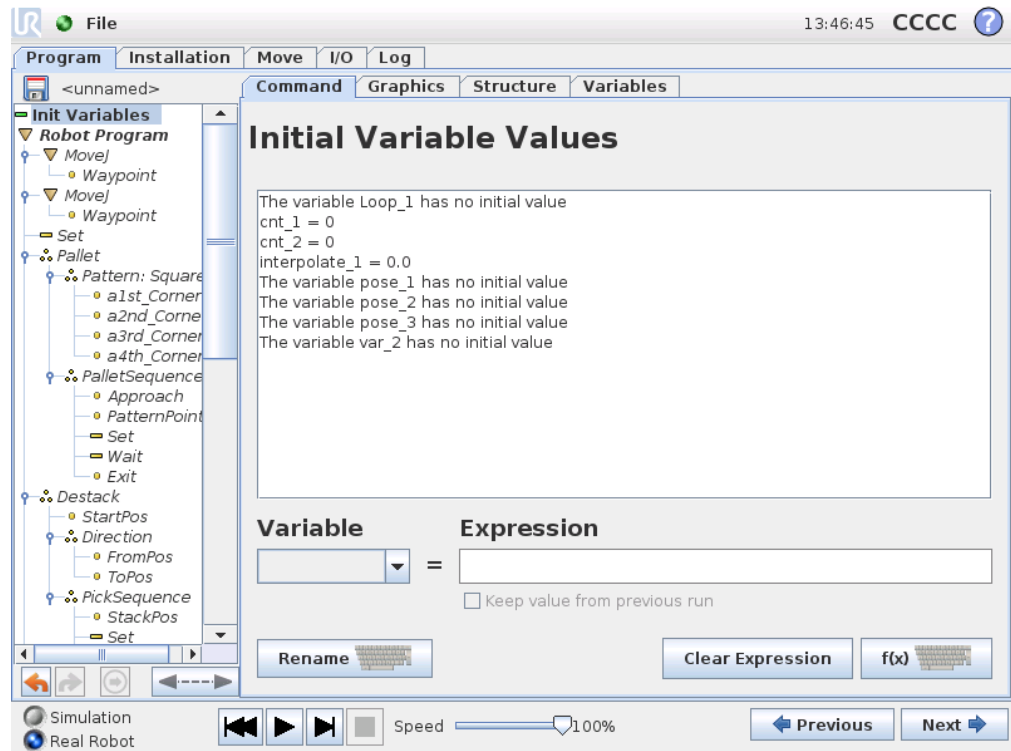 UR File 13:46:45 CCCC ?
Program Installation Move I/O Log
<unnamed>
Command Graphics Structure Variables
Init Variables
Robot Program
MoveJ
Waypoint
MoveJ
Waypoint
Set
Pallet
Pattern: Square
a1st_Corner
a2nd_Corne
a3rd_Corner
a4th_Corner
PalletSequence
Approach
PatternPoint
Set
Wait
Exit
Destack
StartPos
Direction
FromPos
ToPos
PickSequence
StackPos
Set
Initial Variable Values
The variable Loop_1 has no initial value
cnt_1 = 0
cnt_2 = 0
interpolate_1 = 0.0
The variable pose_1 has no initial value
The variable pose_2 has no initial value
The variable pose_3 has no initial value
The variable var_2 has no initial value
Variable Expression
=
Keep value from previous run
Rename Clear Expression f(x)
Simulation
Real Robot
Speed 100%
Previous Next